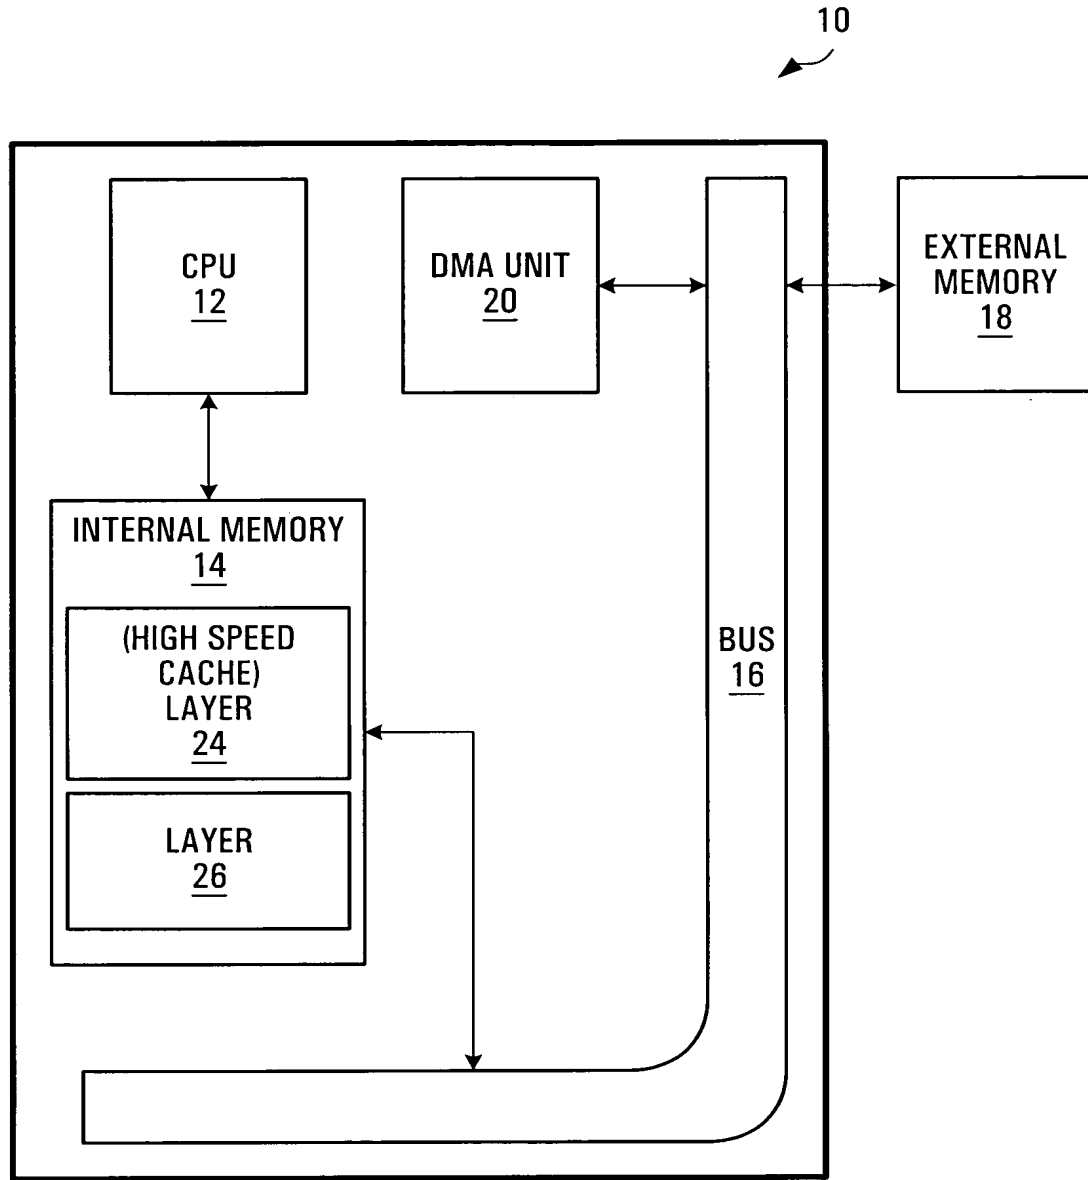 10
CPU
12
DMA UNIT
20
EXTERNAL
MEMORY
18
INTERNAL MEMORY
14
(HIGH SPEED
CACHE)
LAYER
24
LAYER
26
BUS
16